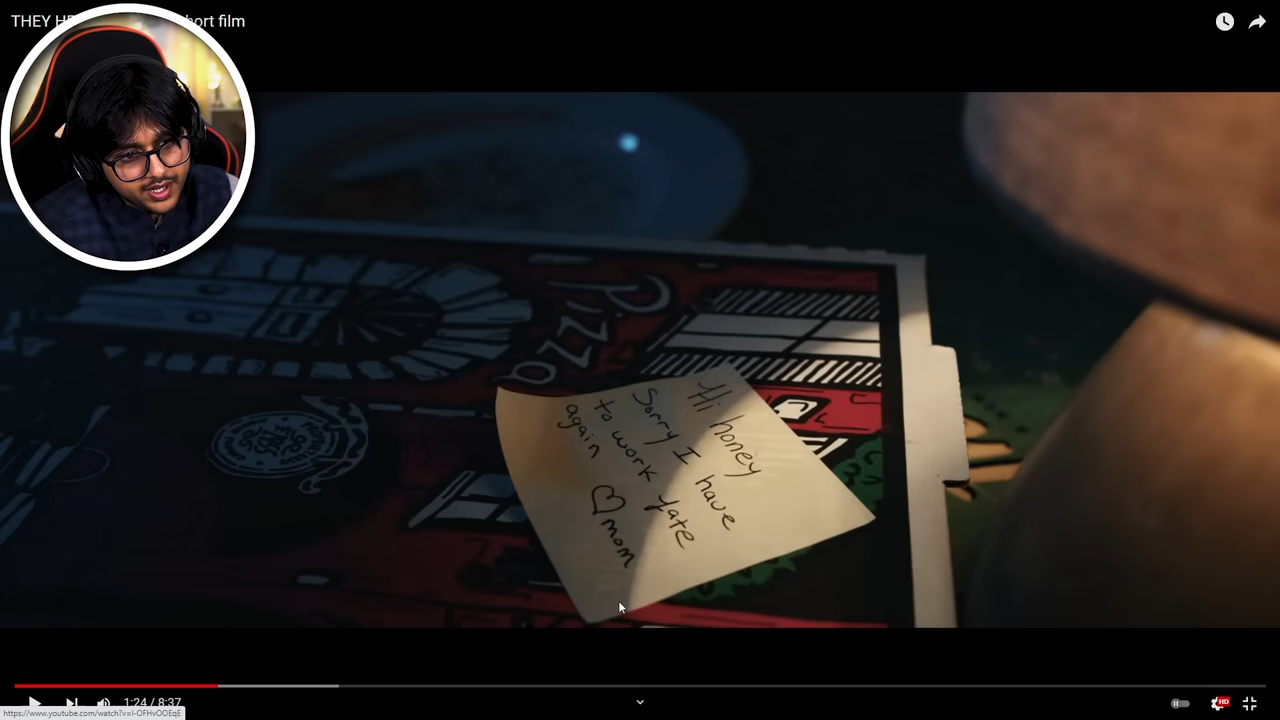 THEY H
hort film
Pizza
Hi honey
Sorry I have
to work late
again ♡mom
1:24 / 8:37
HD
https://www.youtube.com/watch?v=I-OFHvOOEqE